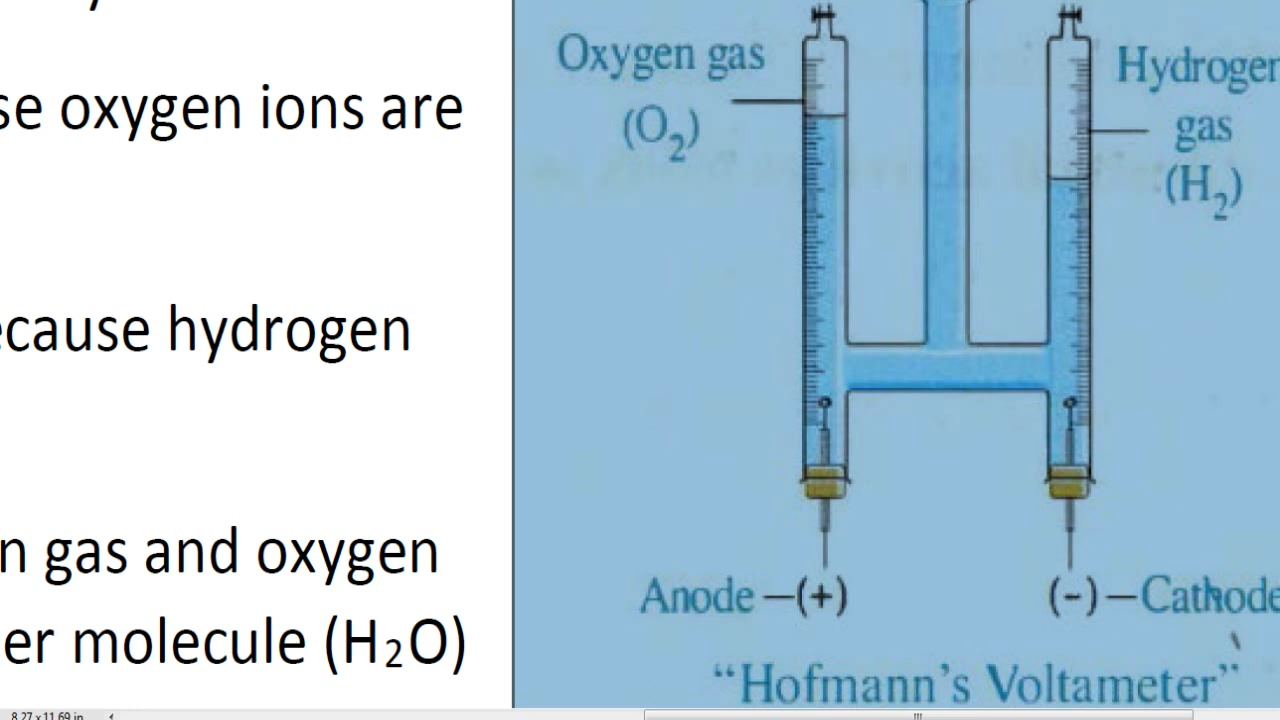 se oxygen ions are
ecause hydrogen
n gas and oxygen
er molecule (H₂O)
Oxygen gas
(O₂)
Hydrogen
gas
(H₂)
Anode –(+)
(-)–Cathode
“Hofmann’s Voltameter”
8.27 x 11.69 in